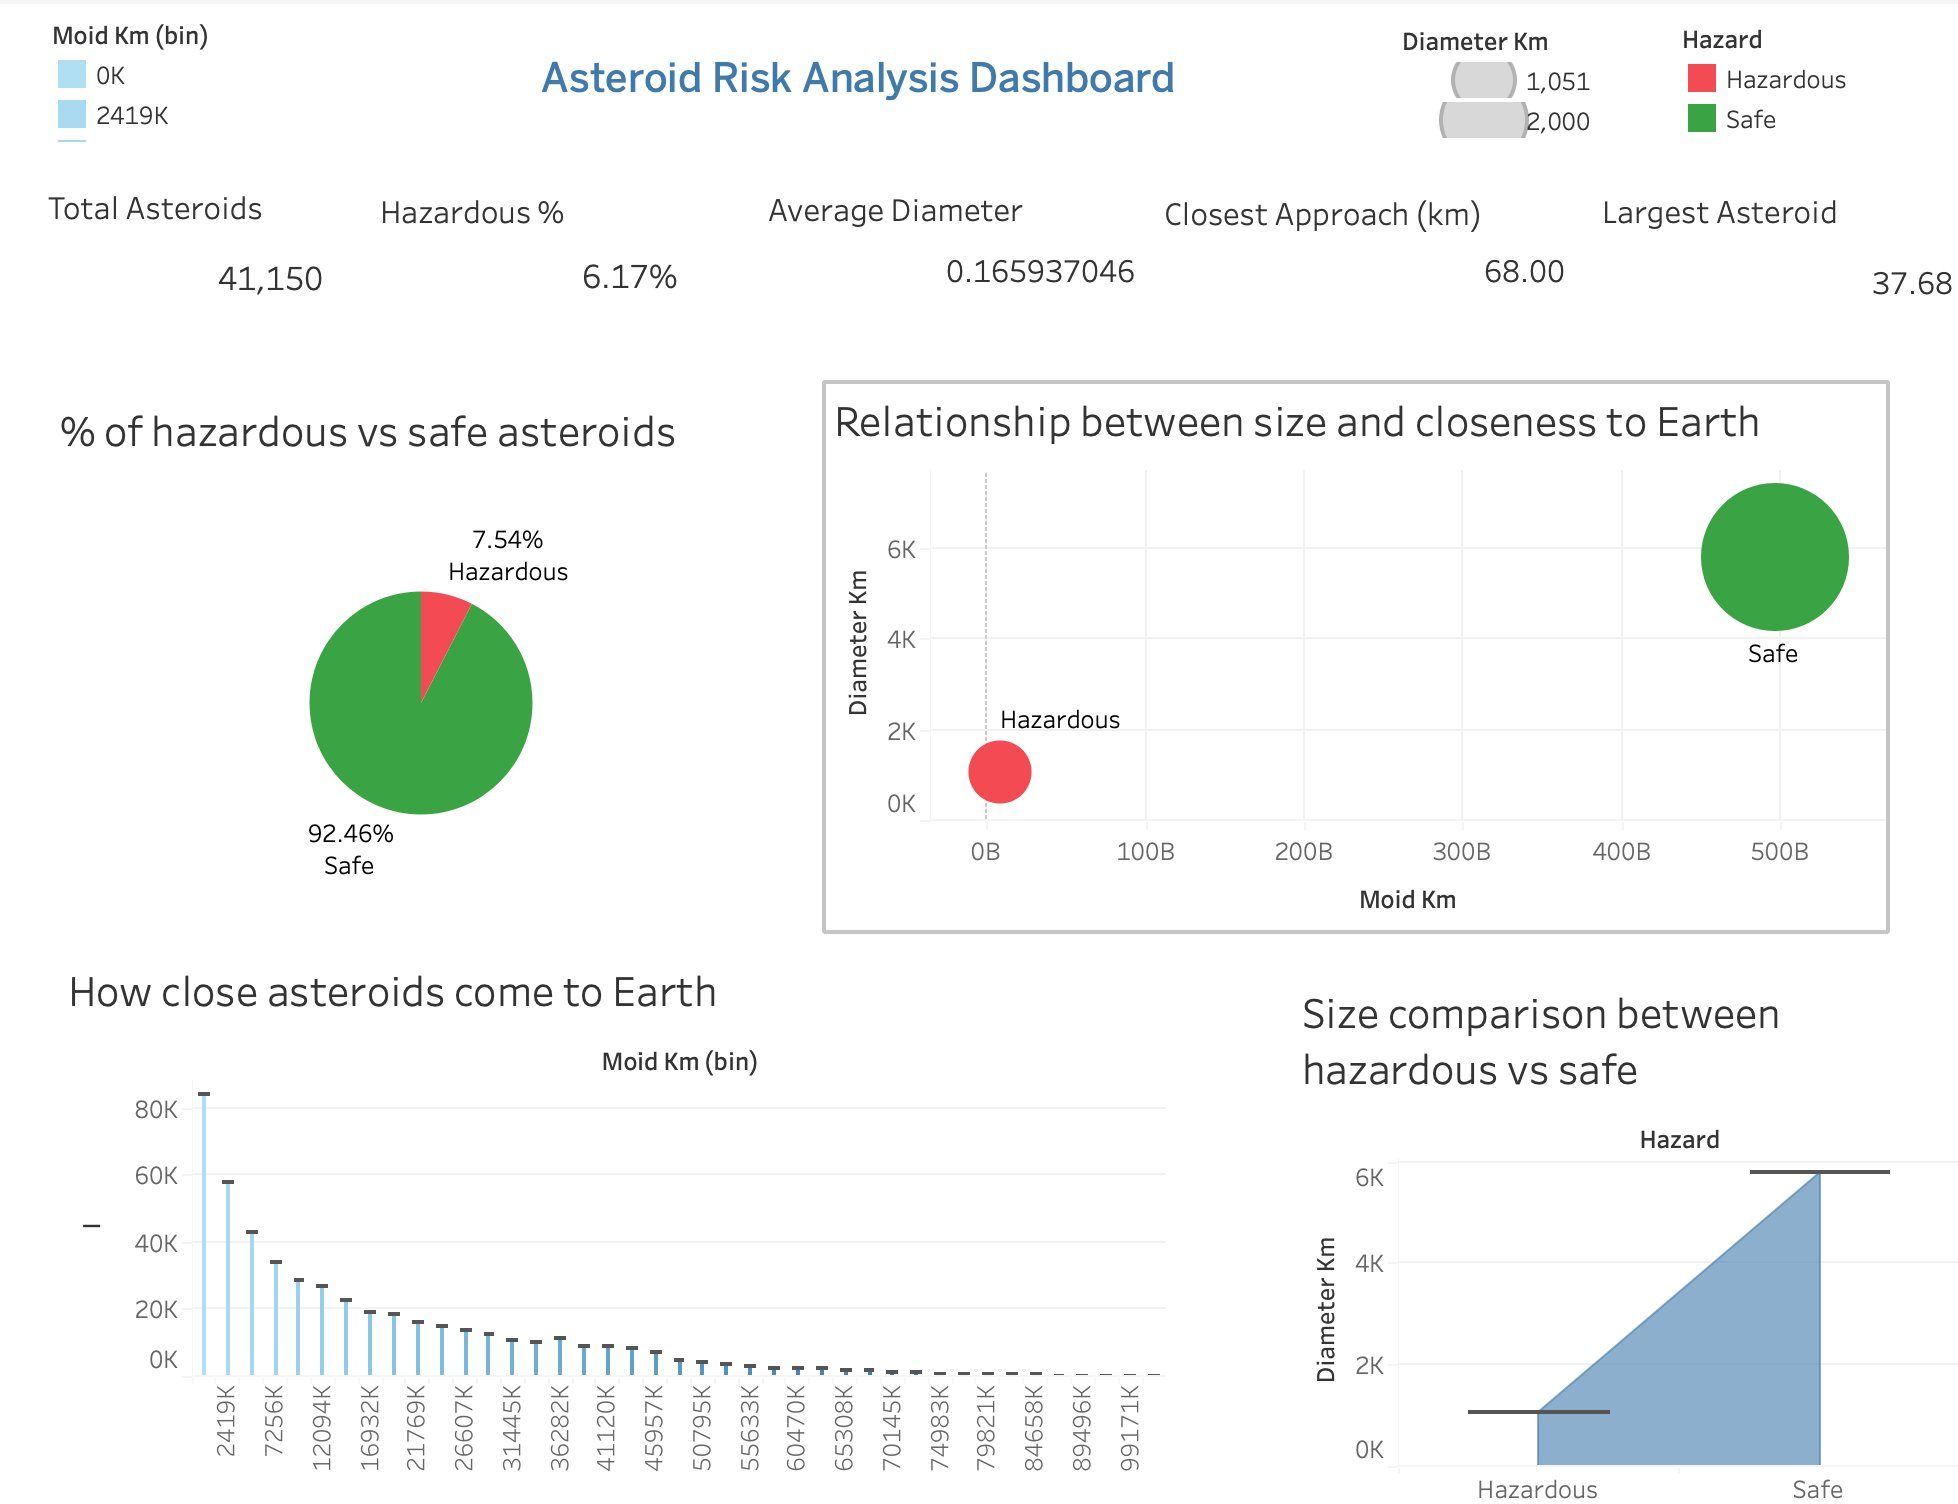 Moid Km (bin)
0K
2419K
Asteroid Risk Analysis Dashboard
Diameter Km
1,051
2,000
Hazard
Hazardous
Safe
Total Asteroids
41,150
Hazardous %
6.17%
Average Diameter
0.165937046
Closest Approach (km)
68.00
Largest Asteroid
37.68
% of hazardous vs safe asteroids
7.54%
Hazardous
92.46%
Safe
Relationship between size and closeness to Earth
Diameter Km
6K
4K
2K
0K
Hazardous
Safe
0B 100B 200B 300B 400B 500B
Moid Km
How close asteroids come to Earth
Moid Km (bin)
80K
60K
40K
20K
0K
2419K 7256K 12094K 16932K 21769K 26607K 31445K 36282K 41120K 45957K 50795K 55633K 60470K 65308K 70145K 74983K 79821K 84658K 89496K 99171K
Size comparison between
hazardous vs safe
Hazard
Diameter Km
6K
4K
2K
0K
Hazardous Safe